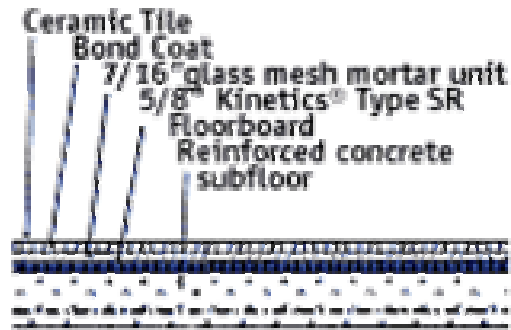 Ceramic Tile
Bond Coat
7/16" glass mesh mortar unit
5/8" Kinetics® Type SR
Floorboard
Reinforced concrete
subfloor